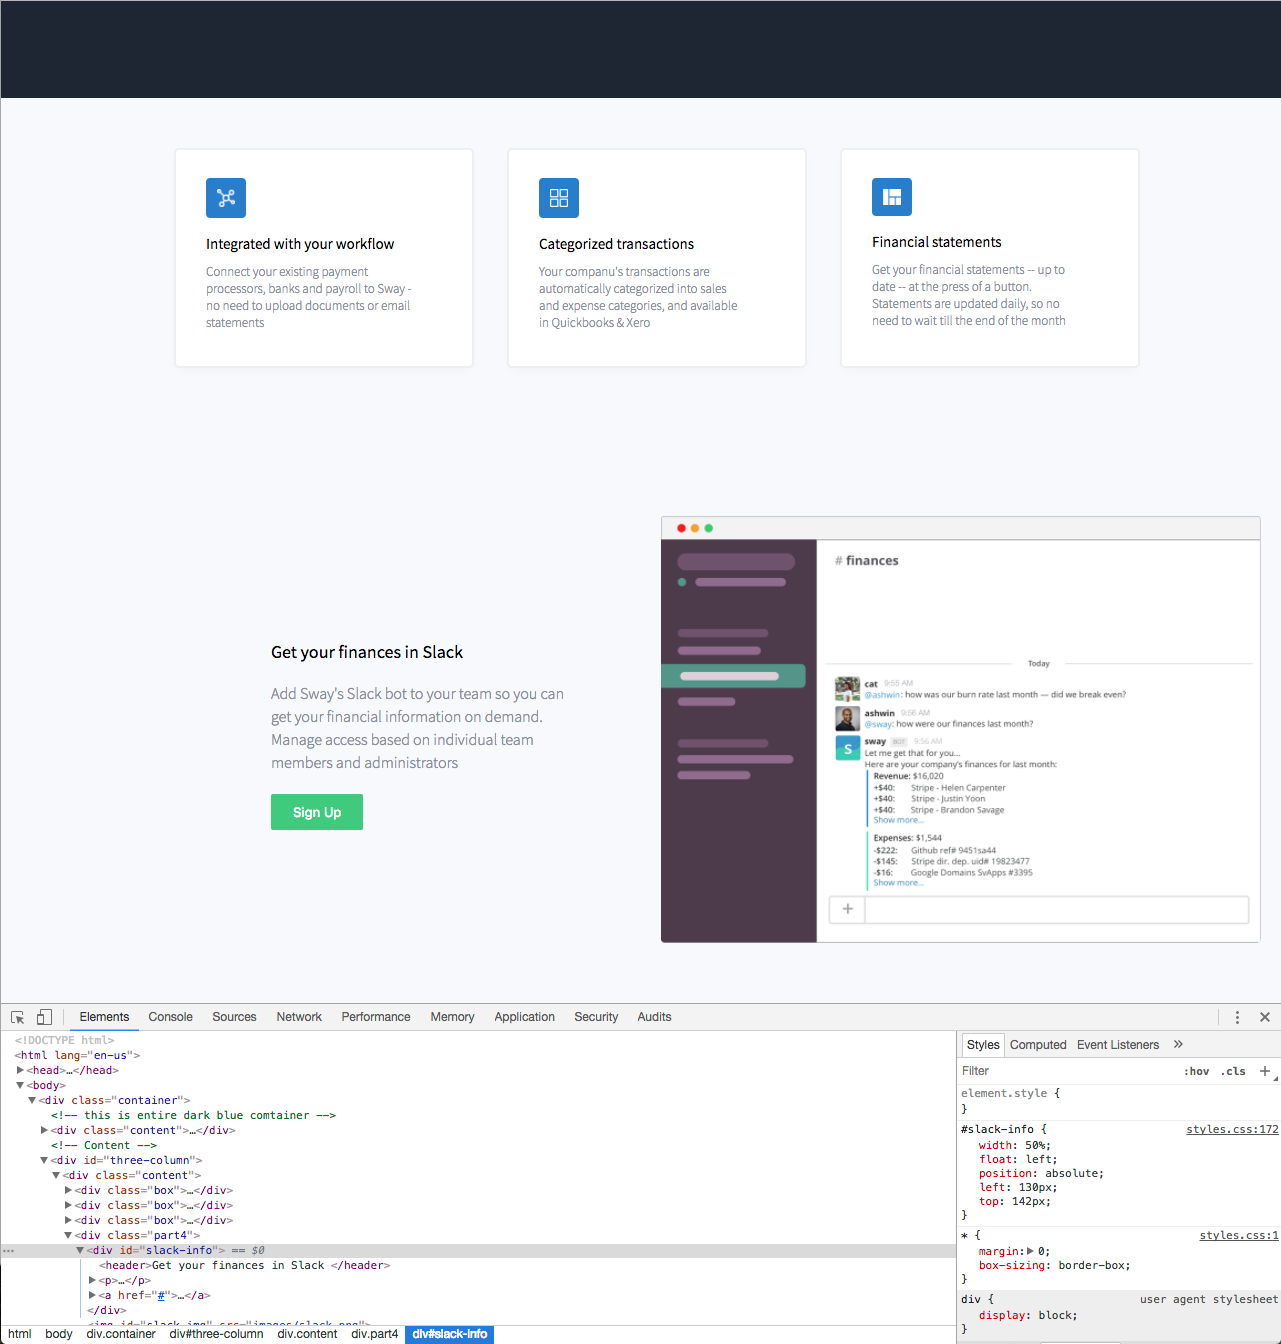 Integrated with your workflow
Connect your existing payment
processors, banks and payroll to Sway -
no need to upload documents or email
statements
Categorized transactions
Your companu's transactions are
automatically categorized into sales
and expense categories, and available
in Quickbooks & Xero
Financial statements
Get your financial statements -- up to
date -- at the press of a button.
Statements are updated daily, so no
need to wait till the end of the month
Get your finances in Slack
Add Sway's Slack bot to your team so you can
get your financial information on demand.
Manage access based on individual team
members and administrators
Sign Up
# finances
Today
cat 9:55 AM
@ashwin: how was our burn rate last month — did we break even?
ashwin 9:56 AM
@sway: how were our finances last month?
S
sway BOT 9:56 AM
Let me get that for you...
Here are your company's finances for last month:
Revenue: $16,020
+$40: Stripe - Helen Carpenter
+$40: Stripe - Justin Yoon
+$40: Stripe - Brandon Savage
Show more...
Expenses: $1,544
-$222: Github ref# 9451sa44
-$145: Stripe dir. dep. uid# 19823477
-$16: Google Domains SvApps #3395
Show more...
Elements Console Sources Network Performance Memory Application Security Audits
<!DOCTYPE html>
<html lang="en-us">
<head>…</head>
<body>
<div class="container">
<!-- this is entire dark blue comtainer -->
<div class="content">…</div>
<!-- Content -->
<div id="three-column">
<div class="content">
<div class="box">…</div>
<div class="box">…</div>
<div class="box">…</div>
<div class="part4">
<div id="slack-info"> == $0
<header>Get your finances in Slack </header>
<p>…</p>
<a href="#">…</a>
</div>
<img id="slack-img" src="images/slack.png">
html body div.container div#three-column div.content div.part4 div#slack-info
Styles Computed Event Listeners »
Filter :hov .cls +
element.style {
}
#slack-info { styles.css:172
width: 50%;
float: left;
position: absolute;
left: 130px;
top: 142px;
}
* { styles.css:1
margin: 0;
box-sizing: border-box;
}
div { user agent stylesheet
display: block;
}